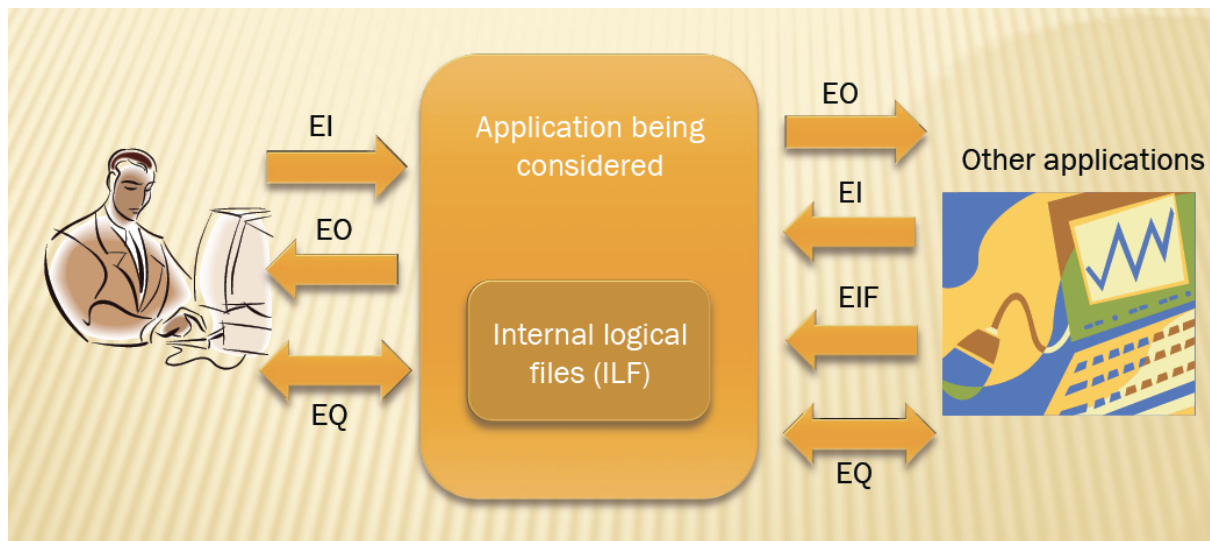 EI
EO
EQ
Application being
considered
Internal logical
files (ILF)
EO
EI
EIF
EQ
Other applications